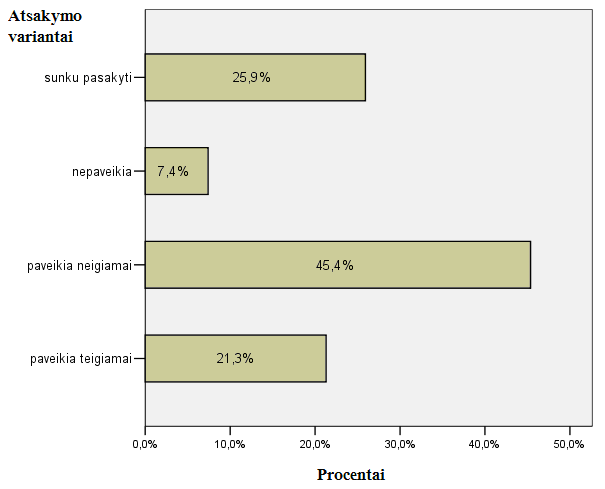 Atsakymo
variantai
sunku pasakyti
25,9%
nepaveikia
7,4%
paveikia neigiamai
45,4%
paveikia teigiamai
21,3%
0,0% 10,0% 20,0% 30,0% 40,0% 50,0%
Procentai